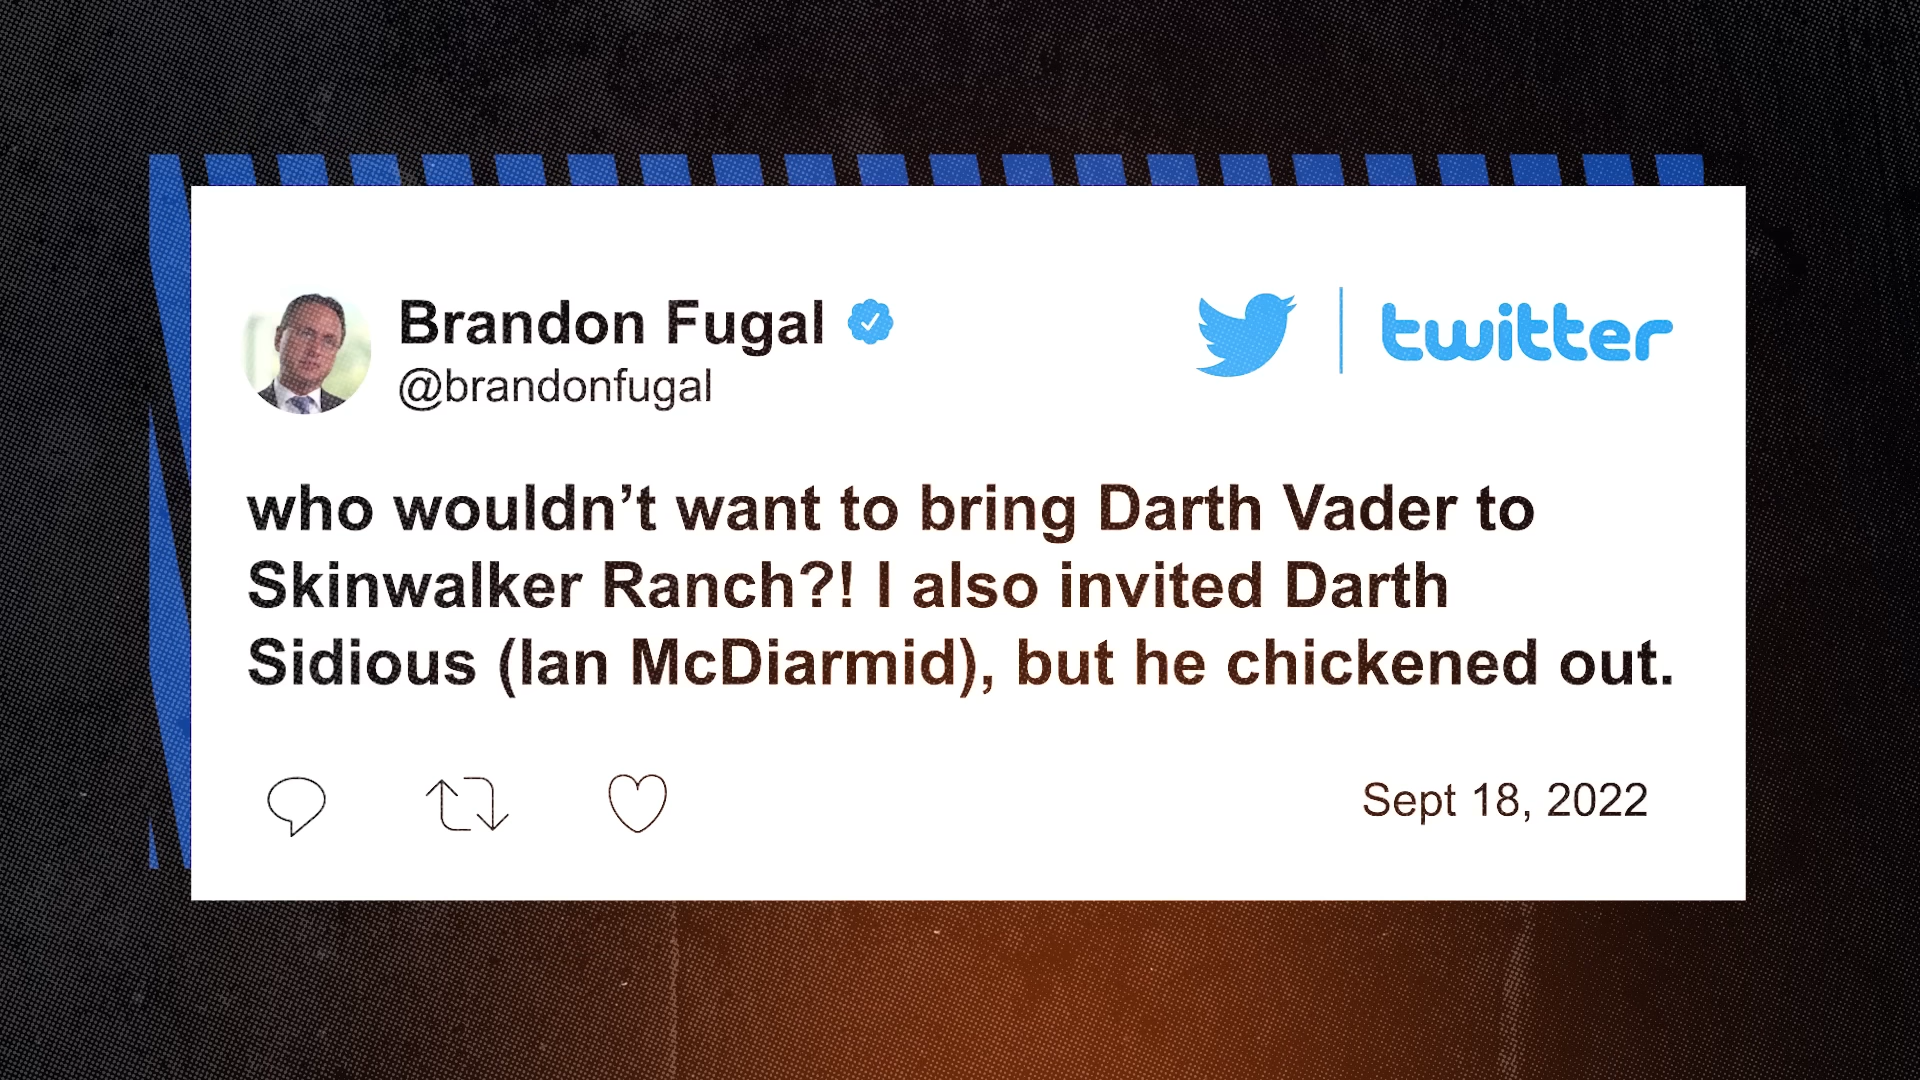 Brandon Fugal
twitter
@brandonfugal
who wouldn’t want to bring Darth Vader to
Skinwalker Ranch?! I also invited Darth
Sidious (Ian McDiarmid), but he chickened out.
Sept 18, 2022